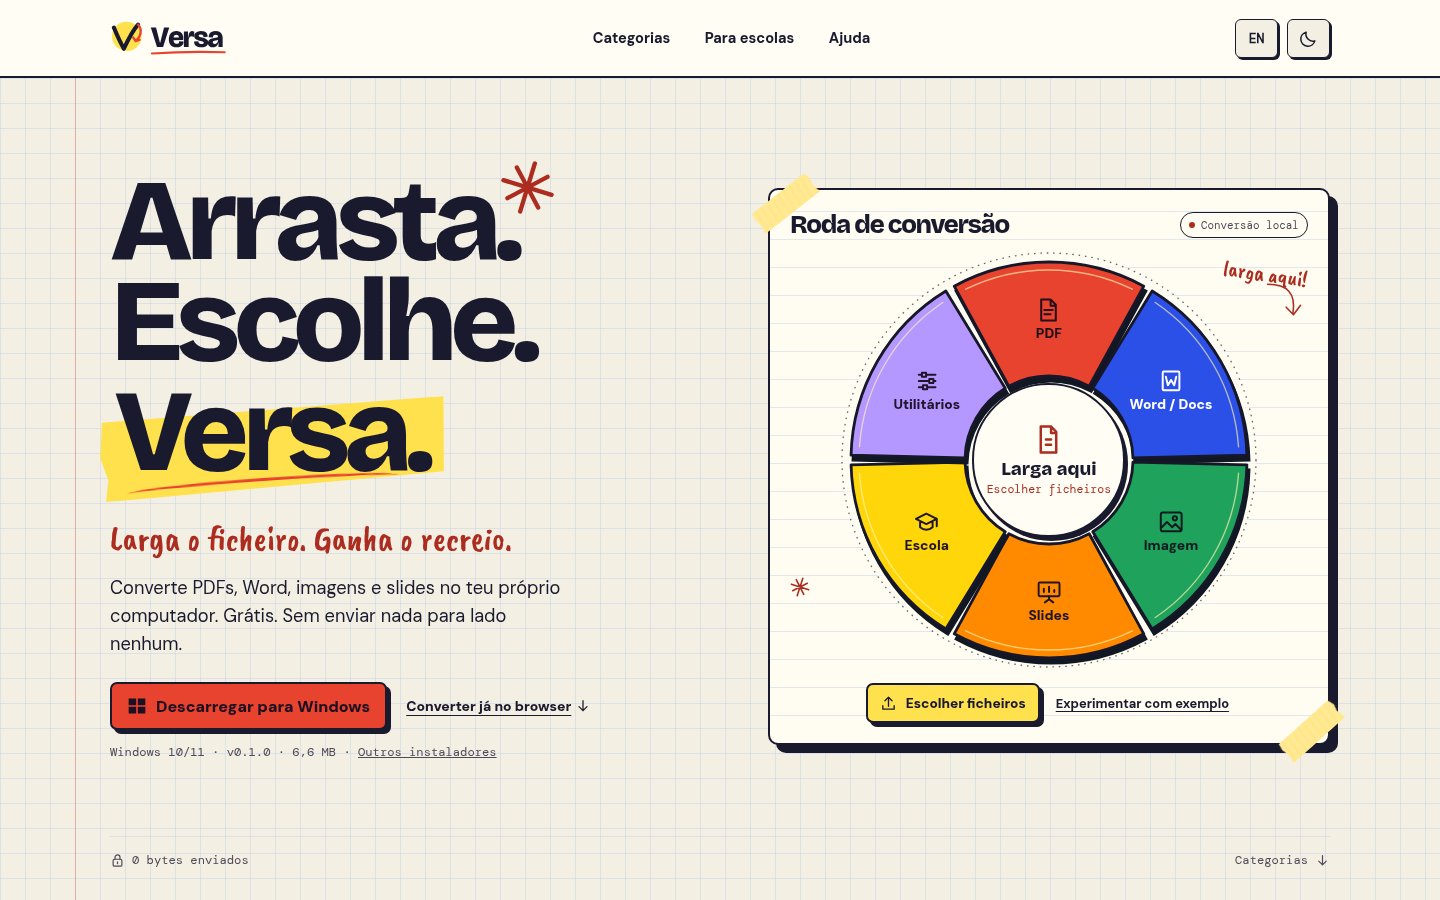 Versa
Categorias
Para escolas
Ajuda
EN
Arrasta.
Escolhe.
Versa.
Larga o ficheiro. Ganha o recreio.
Converte PDFs, Word, imagens e slides no teu próprio
computador. Grátis. Sem enviar nada para lado
nenhum.
Descarregar para Windows
Converter já no browser
Windows 10/11 · v0.1.0 · 6,6 MB · Outros instaladores
Roda de conversão
Conversão local
larga aqui!
PDF
Utilitários
Word / Docs
Larga aqui
Escolher ficheiros
Escola
Imagem
Slides
Escolher ficheiros
Experimentar com exemplo
0 bytes enviados
Categorias